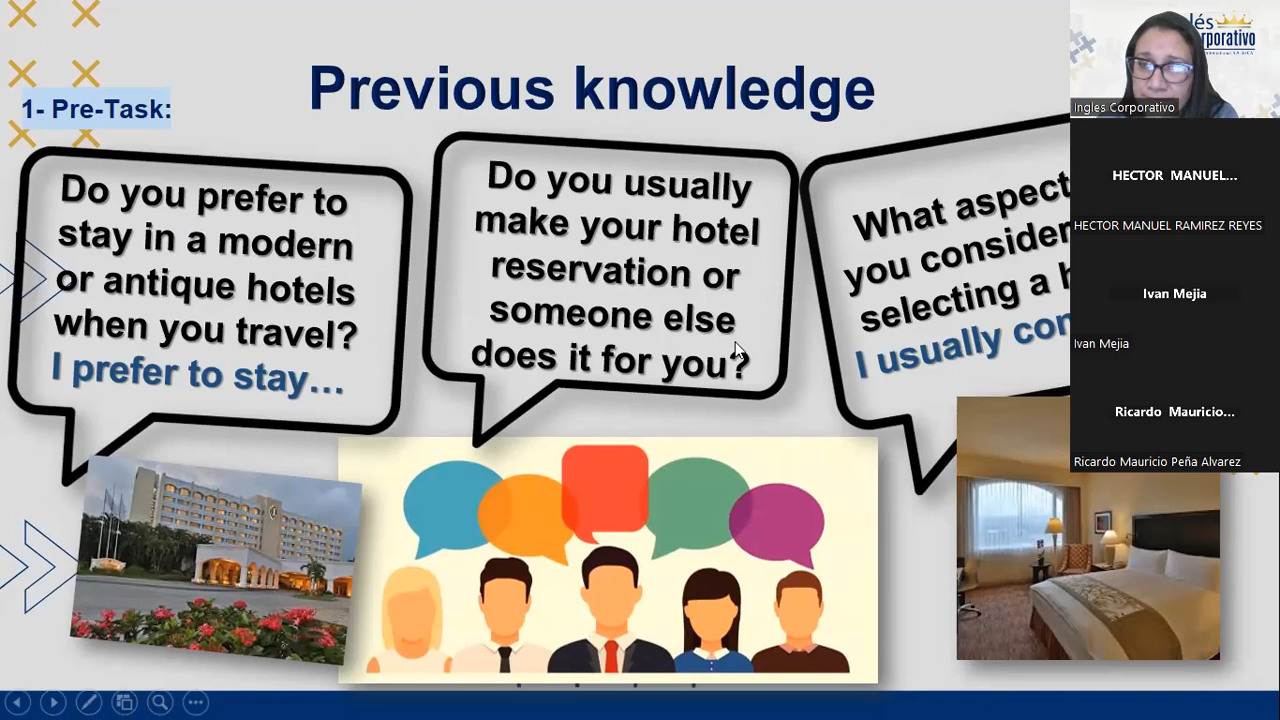 Previous knowledge
1- Pre-Task:
Do you prefer to
stay in a modern
or antique hotels
when you travel?
I prefer to stay...
Do you usually
make your hotel
reservation or
someone else
does it for you?
What aspect
you consider
selecting a h
I usually con
lés
rporativo
Ingles Corporativo
HECTOR MANUEL...
HECTOR MANUEL RAMIREZ REYES
Ivan Mejia
Ivan Mejia
Ricardo Mauricio...
Ricardo Mauricio Peña Alvarez